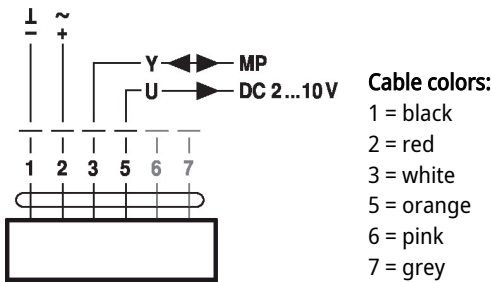 ⊥ ~
– +
Y MP
U DC 2...10 V
1 2 3 5 6 7
Cable colors:
1 = black
2 = red
3 = white
5 = orange
6 = pink
7 = grey